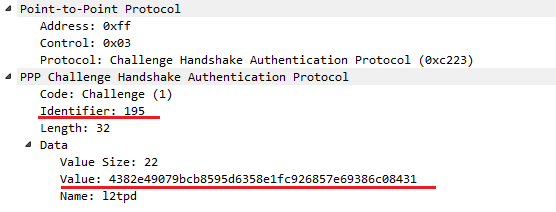 Point-to-Point Protocol
Address: 0xff
Control: 0x03
Protocol: Challenge Handshake Authentication Protocol (0xc223)
PPP Challenge Handshake Authentication Protocol
Code: Challenge (1)
Identifier: 195
Length: 32
Data
Value Size: 22
Value: 4382e49079bcb8595d6358e1fc926857e69386c08431
Name: l2tpd